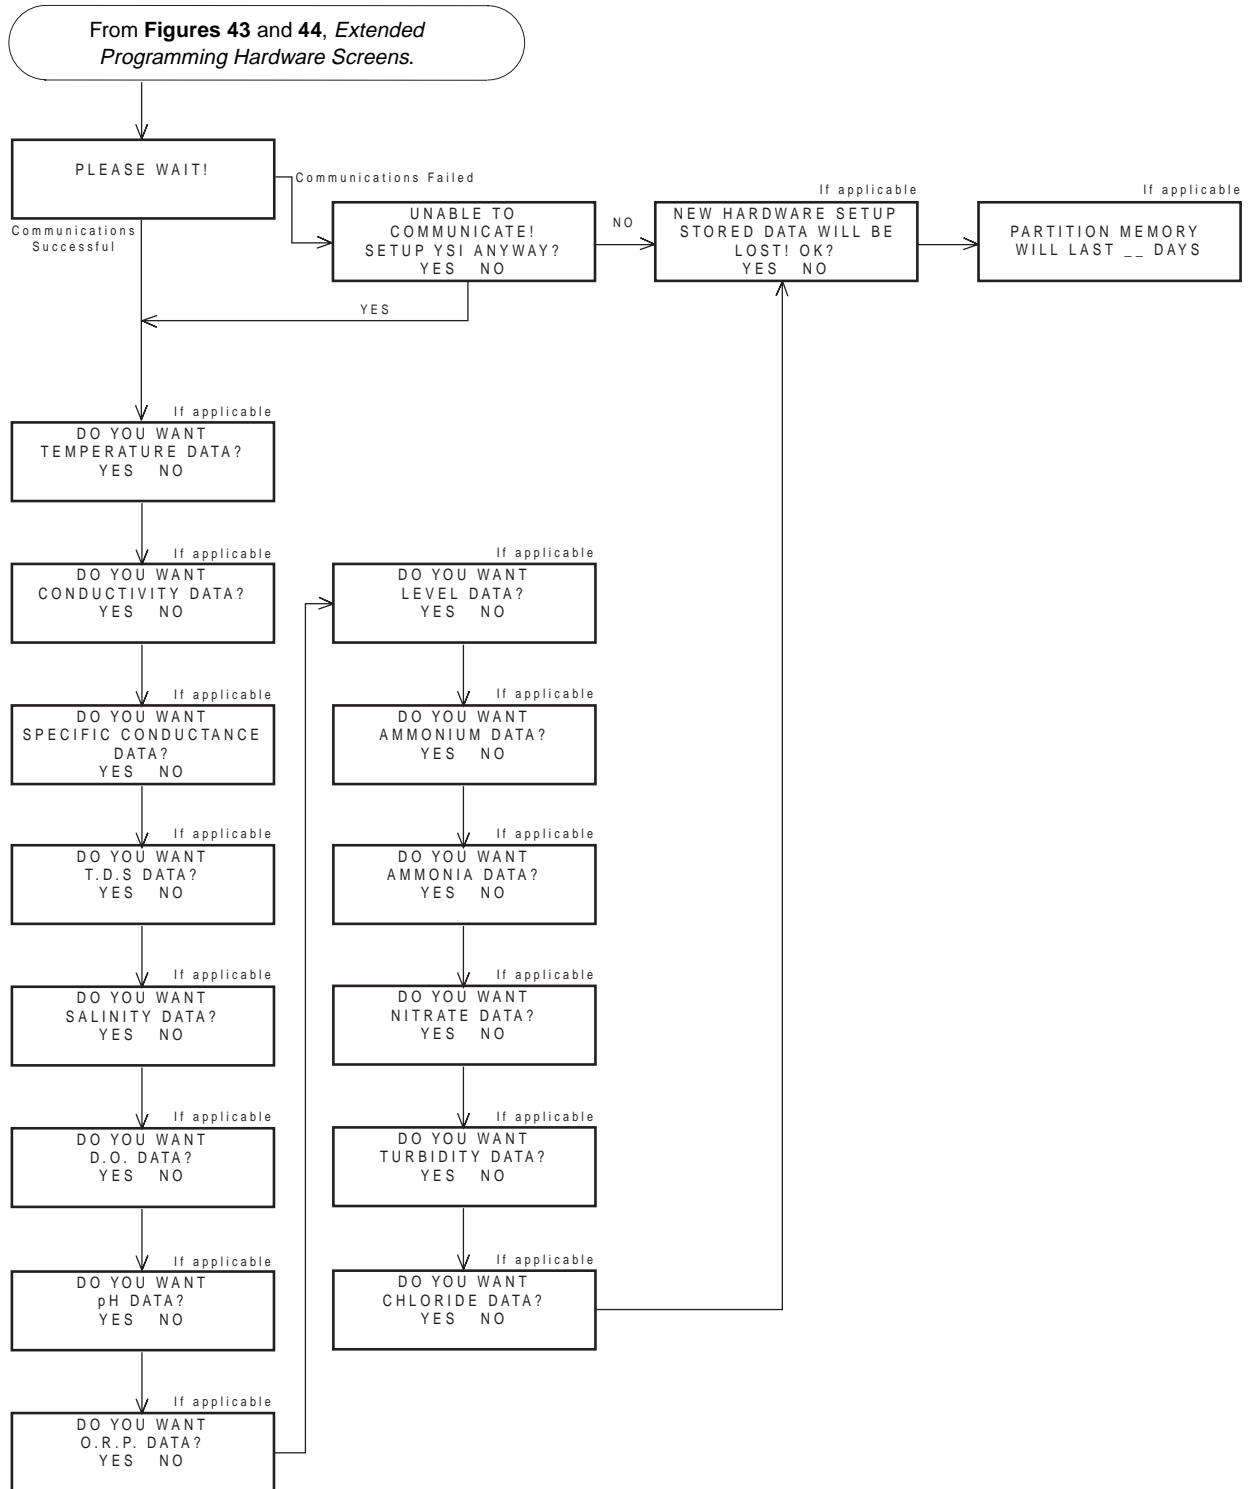 From Figures 43 and 44, Extended
Programming Hardware Screens.
PLEASE WAIT!
Communications Failed
Communications
Successful
UNABLE TO
COMMUNICATE!
SETUP YSI ANYWAY?
YES NO
NO
YES
If applicable
NEW HARDWARE SETUP
STORED DATA WILL BE
LOST! OK?
YES NO
If applicable
PARTITION MEMORY
WILL LAST __ DAYS
If applicable
DO YOU WANT
TEMPERATURE DATA?
YES NO
If applicable
DO YOU WANT
CONDUCTIVITY DATA?
YES NO
If applicable
DO YOU WANT
SPECIFIC CONDUCTANCE
DATA?
YES NO
If applicable
DO YOU WANT
T.D.S DATA?
YES NO
If applicable
DO YOU WANT
SALINITY DATA?
YES NO
If applicable
DO YOU WANT
D.O. DATA?
YES NO
If applicable
DO YOU WANT
pH DATA?
YES NO
If applicable
DO YOU WANT
O.R.P. DATA?
YES NO
If applicable
DO YOU WANT
LEVEL DATA?
YES NO
If applicable
DO YOU WANT
AMMONIUM DATA?
YES NO
If applicable
DO YOU WANT
AMMONIA DATA?
YES NO
If applicable
DO YOU WANT
NITRATE DATA?
YES NO
If applicable
DO YOU WANT
TURBIDITY DATA?
YES NO
If applicable
DO YOU WANT
CHLORIDE DATA?
YES NO